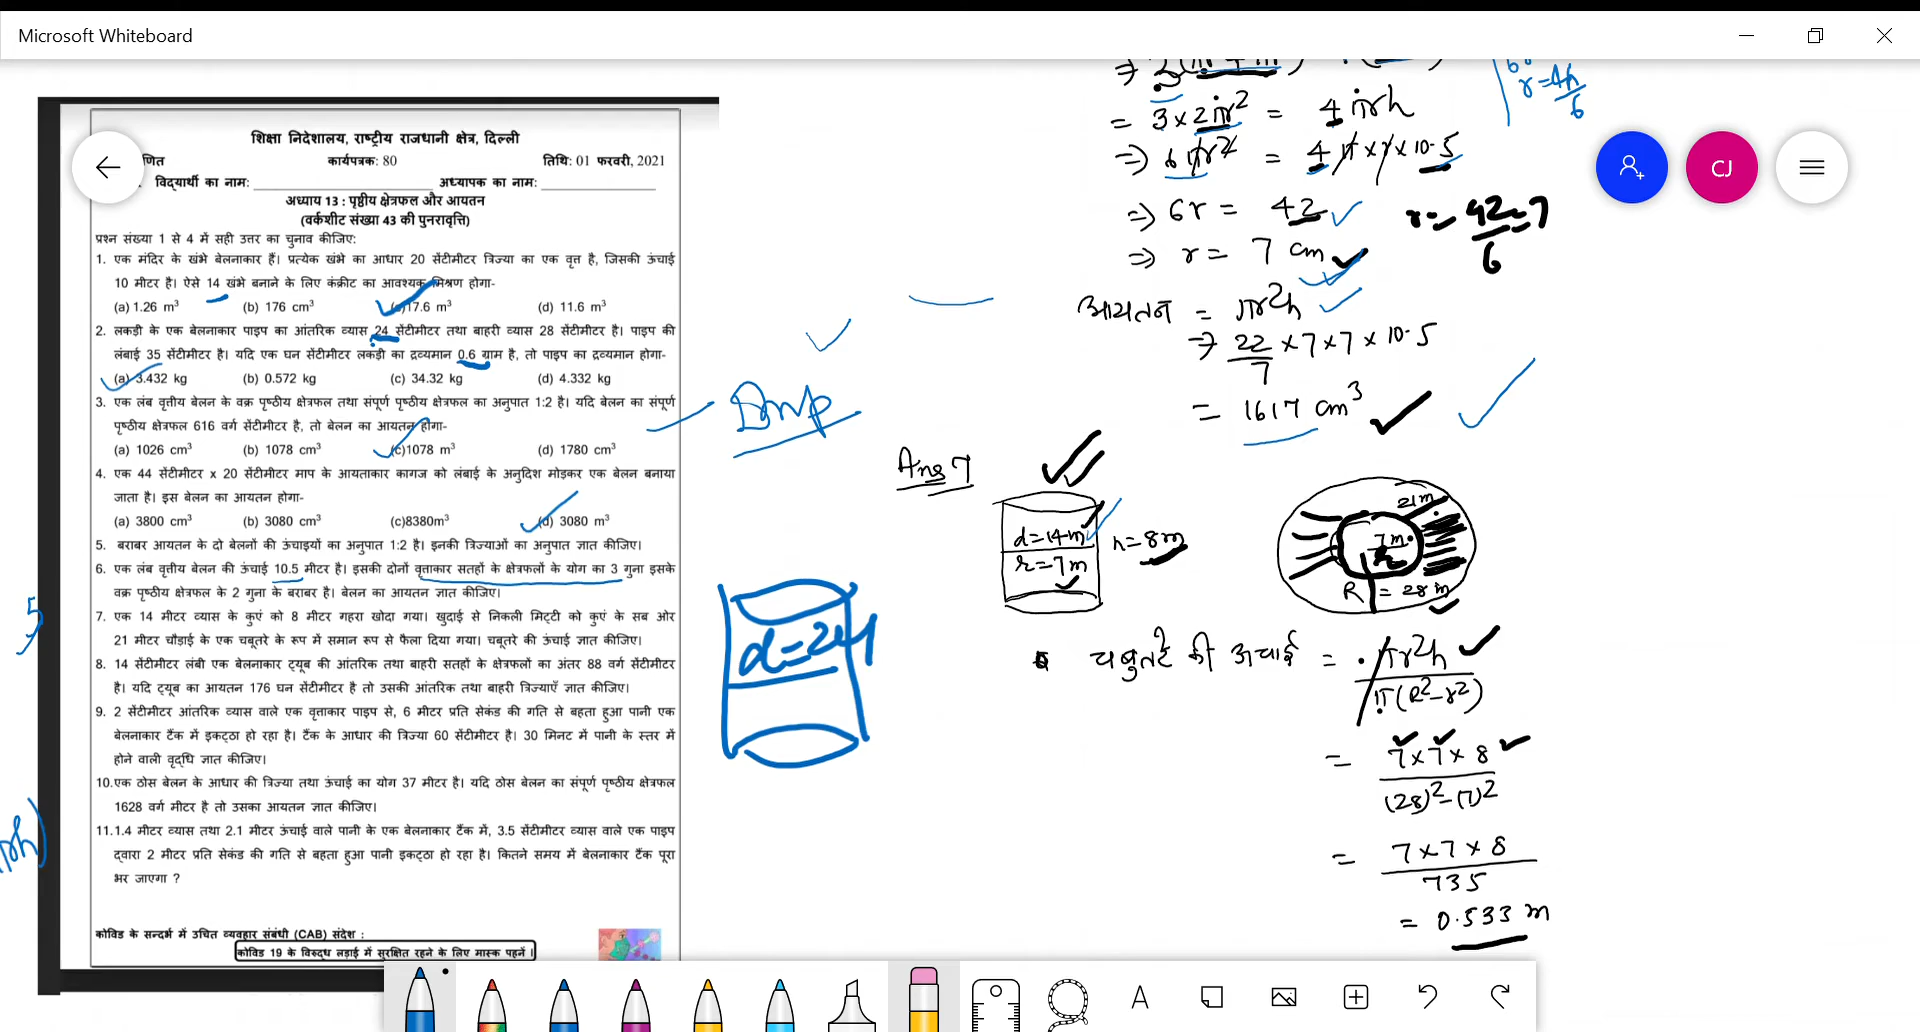 Microsoft Whiteboard
शिक्षा निदेशालय, राष्ट्रीय राजधानी क्षेत्र, दिल्ली
णित कार्यपत्रक: 80 तिथि: 01 फरवरी, 2021
विद्यार्थी का नाम: अध्यापक का नाम:
अध्याय 13 : पृष्ठीय क्षेत्रफल और आयतन
(वर्कशीट संख्या 43 की पुनरावृत्ति)
प्रश्न संख्या 1 से 4 में सही उत्तर का चुनाव कीजिए:
1. एक मंदिर के खंभे बेलनाकार हैं। प्रत्येक खंभे का आधार 20 सेंटीमीटर त्रिज्या का एक वृत्त है, जिसकी ऊंचाई
10 मीटर है। ऐसे 14 खंभे बनाने के लिए कंक्रीट का आवश्यक मिश्रण होगा-
(a) 1.26 m³ (b) 176 cm³ 17.6 m³ (d) 11.6 m³
2. लकड़ी के एक बेलनाकार पाइप का आंतरिक व्यास 24 सेंटीमीटर तथा बाहरी व्यास 28 सेंटीमीटर है। पाइप की
लंबाई 35 सेंटीमीटर है। यदि एक घन सेंटीमीटर लकड़ी का द्रव्यमान 0.6 ग्राम है, तो पाइप का द्रव्यमान होगा-
(a) 3.432 kg (b) 0.572 kg (c) 34.32 kg (d) 4.332 kg
3. एक लंब वृत्तीय बेलन के वक्र पृष्ठीय क्षेत्रफल तथा संपूर्ण पृष्ठीय क्षेत्रफल का अनुपात 1:2 है। यदि बेलन का संपूर्ण
पृष्ठीय क्षेत्रफल 616 वर्ग सेंटीमीटर है, तो बेलन का आयतन होगा-
(a) 1026 cm³ (b) 1078 cm³ (c)1078 m³ (d) 1780 cm³
4. एक 44 सेंटीमीटर x 20 सेंटीमीटर माप के आयताकार कागज को लंबाई के अनुदिश मोड़कर एक बेलन बनाया
जाता है। इस बेलन का आयतन होगा-
(a) 3800 cm³ (b) 3080 cm³ (c)8380m³ (d) 3080 m³
5. बराबर आयतन के दो बेलनों की ऊंचाइयों का अनुपात 1:2 है। इनकी त्रिज्याओं का अनुपात ज्ञात कीजिए।
6. एक लंब वृत्तीय बेलन की ऊंचाई 10.5 मीटर है। इसकी दोनों वृत्ताकार सतहों के क्षेत्रफलों के योग का 3 गुना इसके
वक्र पृष्ठीय क्षेत्रफल के 2 गुना के बराबर है। बेलन का आयतन ज्ञात कीजिए।
7. एक 14 मीटर व्यास के कुएं को 8 मीटर गहरा खोदा गया। खुदाई से निकली मिट्टी को कुएं के सब ओर
21 मीटर चौड़ाई के एक चबूतरे के रूप में समान रूप से फैला दिया गया। चबूतरे की ऊंचाई ज्ञात कीजिए।
8. 14 सेंटीमीटर लंबी एक बेलनाकार ट्यूब की आंतरिक तथा बाहरी सतहों के क्षेत्रफलों का अंतर 88 वर्ग सेंटीमीटर
है। यदि ट्यूब का आयतन 176 घन सेंटीमीटर है तो उसकी आंतरिक तथा बाहरी त्रिज्याएँ ज्ञात कीजिए।
9. 2 सेंटीमीटर आंतरिक व्यास वाले एक वृत्ताकार पाइप से, 6 मीटर प्रति सेकंड की गति से बहता हुआ पानी एक
बेलनाकार टैंक में इकट्ठा हो रहा है। टैंक के आधार की त्रिज्या 60 सेंटीमीटर है। 30 मिनट में पानी के स्तर में
होने वाली वृद्धि ज्ञात कीजिए।
10.एक ठोस बेलन के आधार की त्रिज्या तथा ऊंचाई का योग 37 मीटर है। यदि ठोस बेलन का संपूर्ण पृष्ठीय क्षेत्रफल
1628 वर्ग मीटर है तो उसका आयतन ज्ञात कीजिए।
11.1.4 मीटर व्यास तथा 2.1 मीटर ऊंचाई वाले पानी के एक बेलनाकार टैंक में, 3.5 सेंटीमीटर व्यास वाले एक पाइप
द्वारा 2 मीटर प्रति सेकंड की गति से बहता हुआ पानी इकट्ठा हो रहा है। कितने समय में बेलनाकार टैंक पूरा
भर जाएगा ?
कोविड के सन्दर्भ में उचित व्यवहार संबंधी (CAB) संदेश :
कोविड 19 के विरुद्ध लड़ाई में सुरक्षित रहने के लिए मास्क पहनें ।
5
d=24
Imp
= 3 × 2πr² = 4πrh
⇒ 6πr² = 4π×r×10.5
⇒ 6r = 42
⇒ r = 7 cm
r = 42/6 = 7
r = 4h/6
आयतन = πr²h
⇒ 22/7 × 7 × 7 × 10.5
= 1617 cm³
Ans 7
d = 14m
r = 7m
h = 8m
21m
7m
R = 28m
चबुतरे की ऊचाई = πr²h / π(R²−r²)
= 7×7×8 / (28)²−(7)²
= 7×7×8 / 735
= 0.533 m
CJ